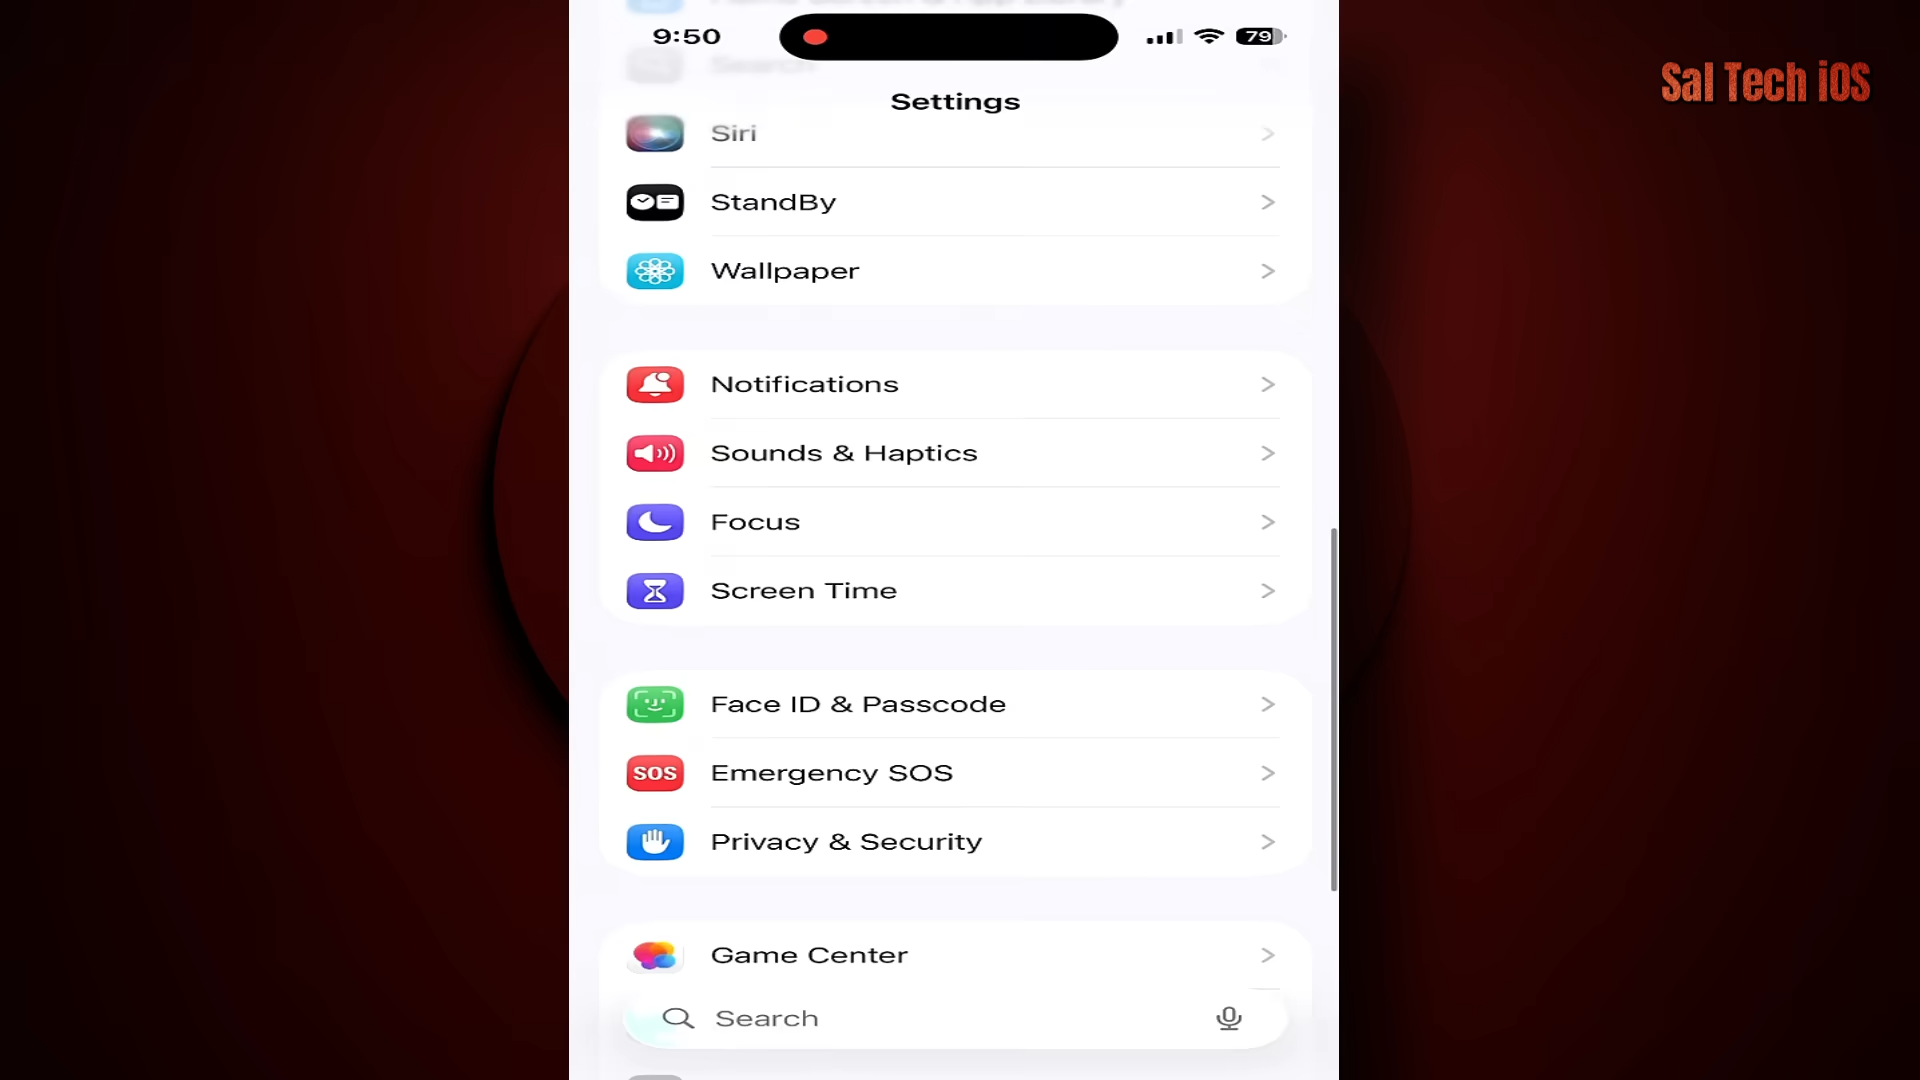 9:50
79
Sal Tech iOS
Search
Settings
Siri
StandBy
Wallpaper
Notifications
Sounds & Haptics
Focus
Screen Time
Face ID & Passcode
SOS
Emergency SOS
Privacy & Security
Game Center
Search